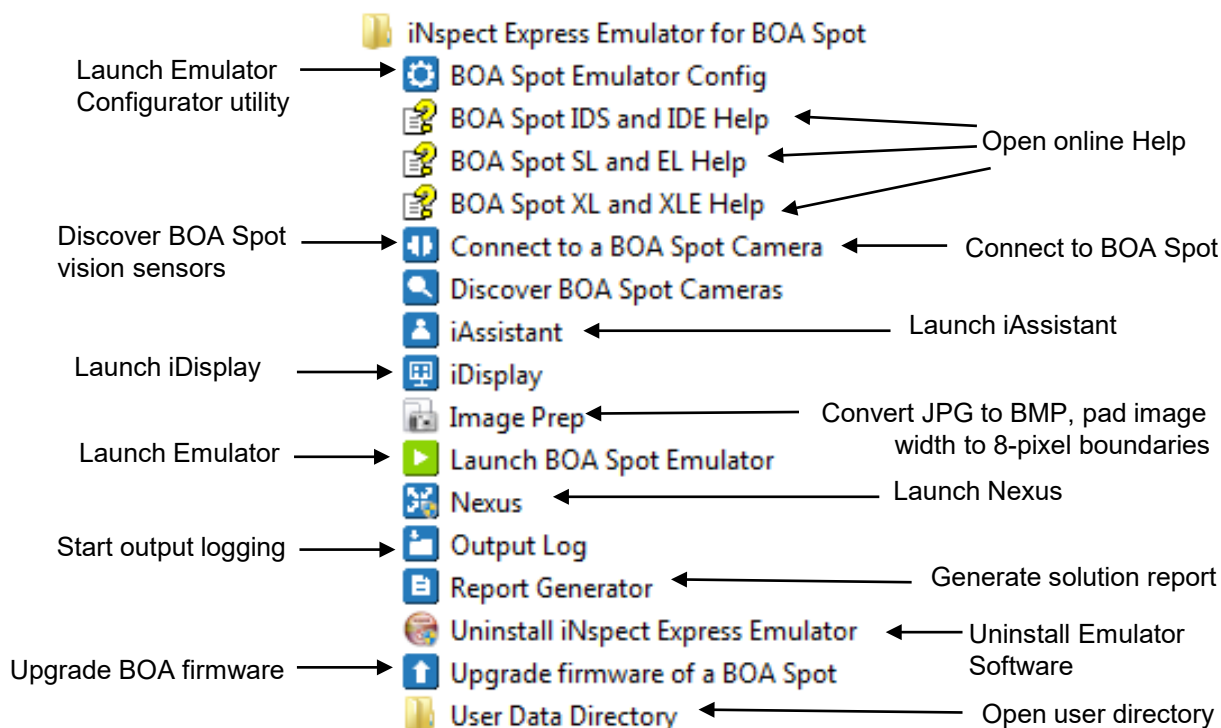 iNspect Express Emulator for BOA Spot
Launch Emulator
Configurator utility
BOA Spot Emulator Config
BOA Spot IDS and IDE Help
Open online Help
BOA Spot SL and EL Help
BOA Spot XL and XLE Help
Discover BOA Spot
vision sensors
Connect to a BOA Spot Camera
Connect to BOA Spot
Discover BOA Spot Cameras
iAssistant
Launch iAssistant
Launch iDisplay
iDisplay
Image Prep
Convert JPG to BMP, pad image
width to 8-pixel boundaries
Launch Emulator
Launch BOA Spot Emulator
Nexus
Launch Nexus
Start output logging
Output Log
Report Generator
Generate solution report
Uninstall iNspect Express Emulator
Uninstall Emulator
Software
Upgrade BOA firmware
Upgrade firmware of a BOA Spot
User Data Directory
Open user directory